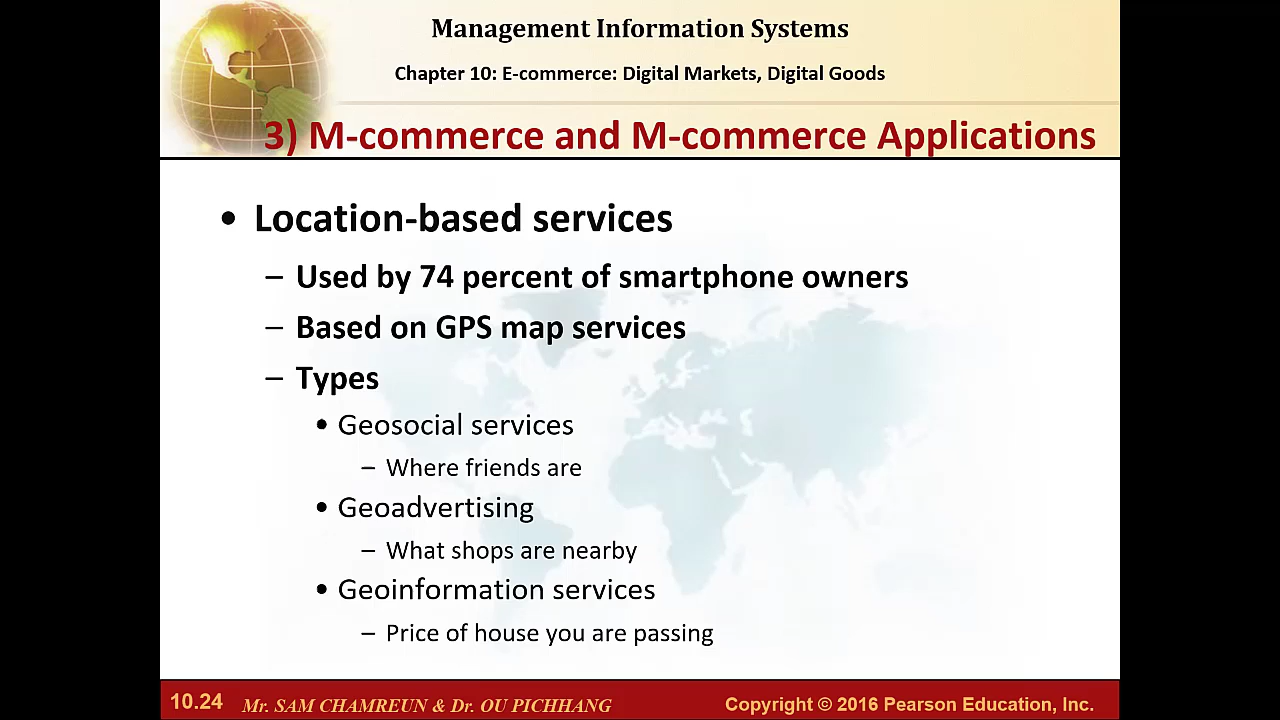 Management Information Systems
Chapter 10: E-commerce: Digital Markets, Digital Goods
3) M-commerce and M-commerce Applications
• Location-based services
– Used by 74 percent of smartphone owners
– Based on GPS map services
– Types
• Geosocial services
– Where friends are
• Geoadvertising
– What shops are nearby
• Geoinformation services
– Price of house you are passing
10.24 Mr. SAM CHAMREUN & Dr. OU PICHHANG Copyright © 2016 Pearson Education, Inc.